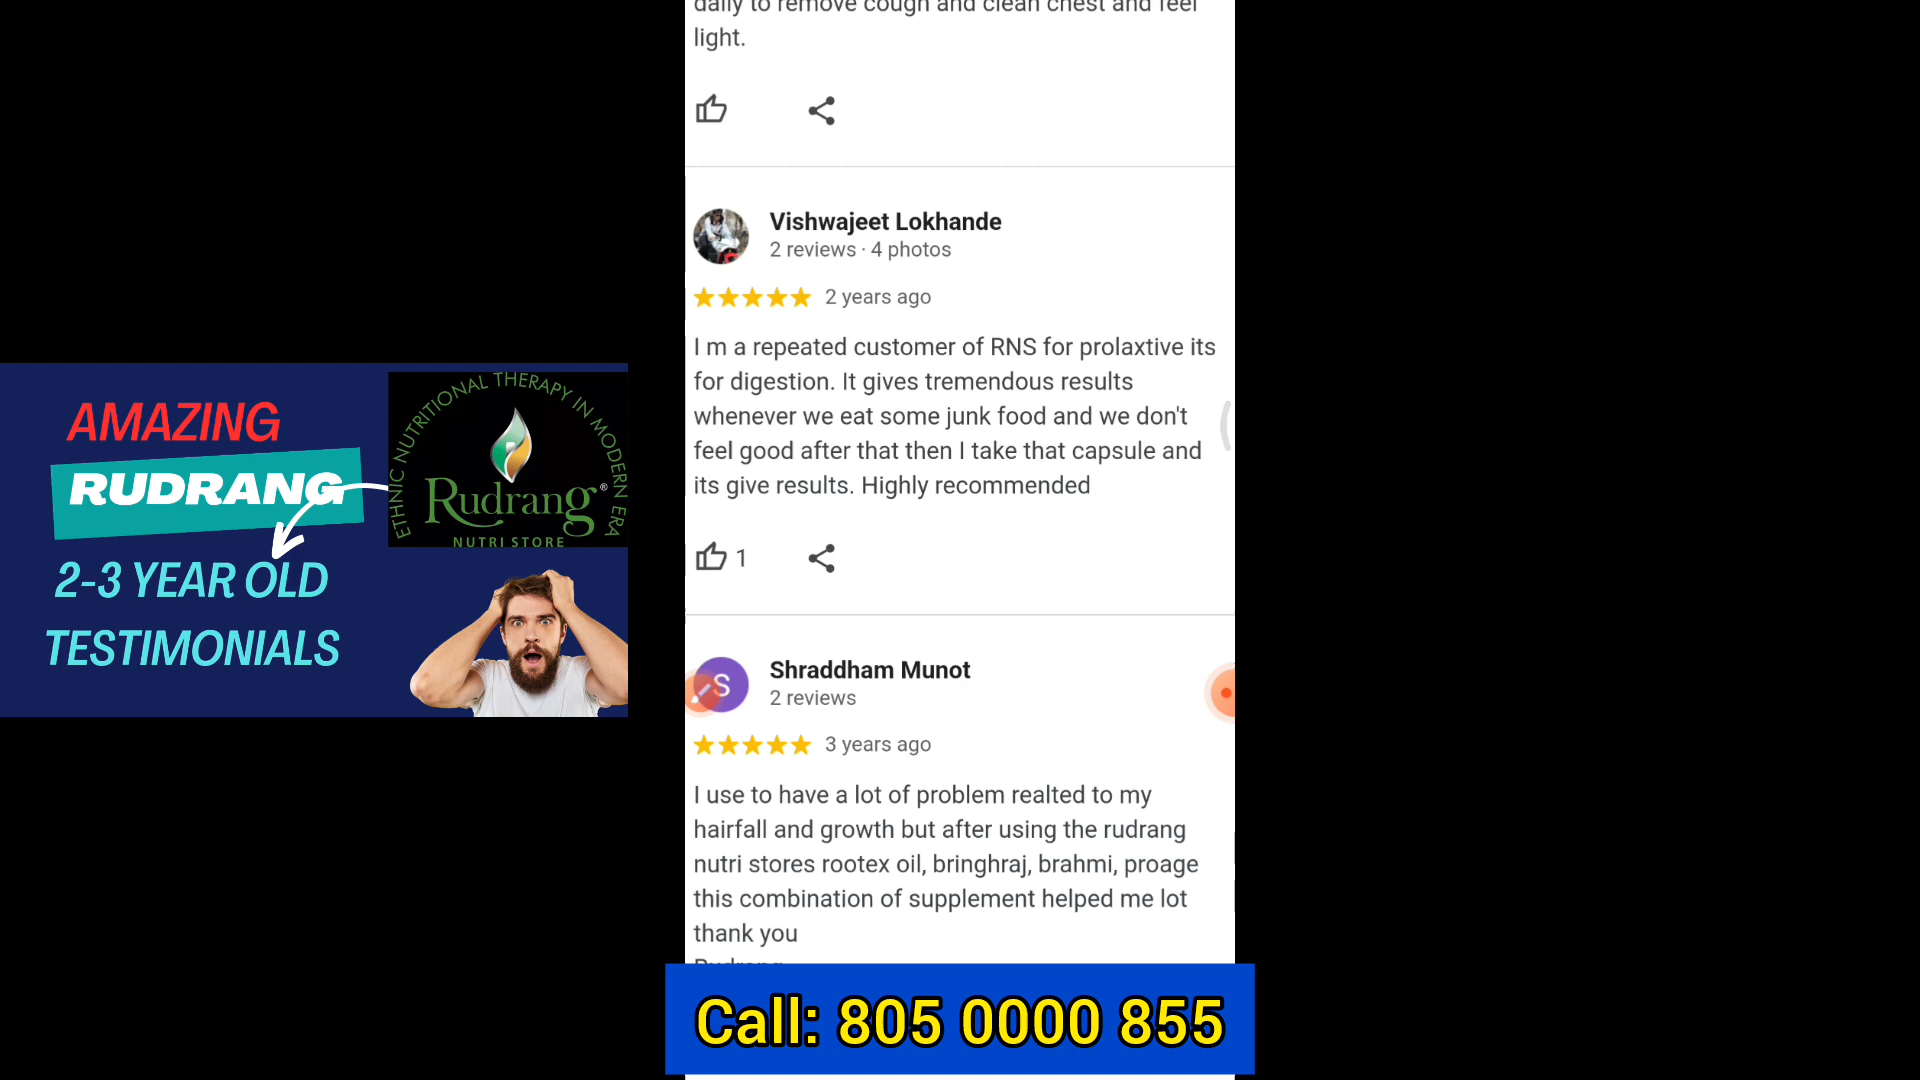 AMAZING
RUDRANG
2-3 YEAR OLD
TESTIMONIALS
ETHNIC NUTRITIONAL THERAPY IN MODERN ERA
Rudrang®
NUTRI STORE
daily to remove cough and clean chest and feel
light.
Vishwajeet Lokhande
2 reviews · 4 photos
2 years ago
I m a repeated customer of RNS for prolaxtive its
for digestion. It gives tremendous results
whenever we eat some junk food and we don't
feel good after that then I take that capsule and
its give results. Highly recommended
1
S
Shraddham Munot
2 reviews
3 years ago
I use to have a lot of problem realted to my
hairfall and growth but after using the rudrang
nutri stores rootex oil, bringhraj, brahmi, proage
this combination of supplement helped me lot
thank you
Call: 805 0000 855